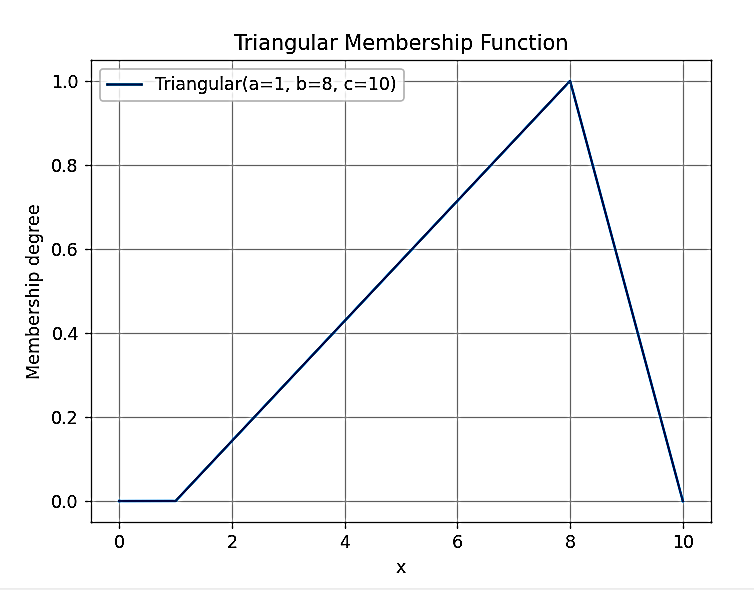 Triangular Membership Function
Triangular(a=1, b=8, c=10)
Membership degree
1.0
0.8
0.6
0.4
0.2
0.0
0 2 4 6 8 10
x